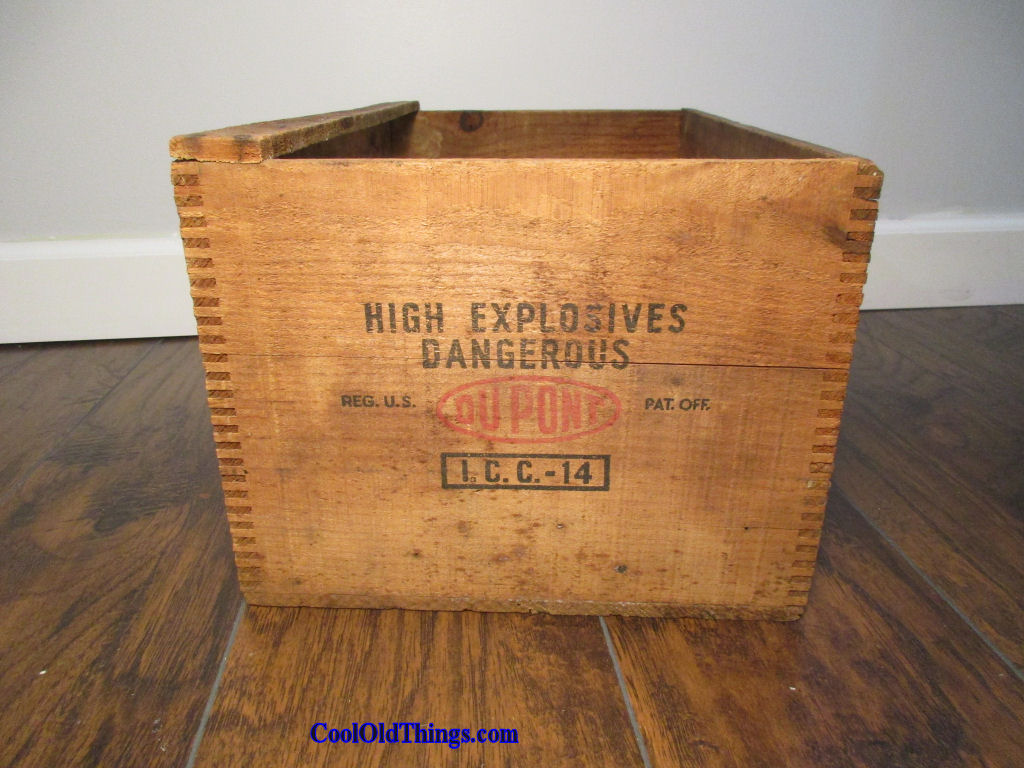 HIGH EXPLOSIVES
DANGEROUS
REG. U.S. DU PONT PAT. OFF.
I.C.C.-14
CoolOldThings.com